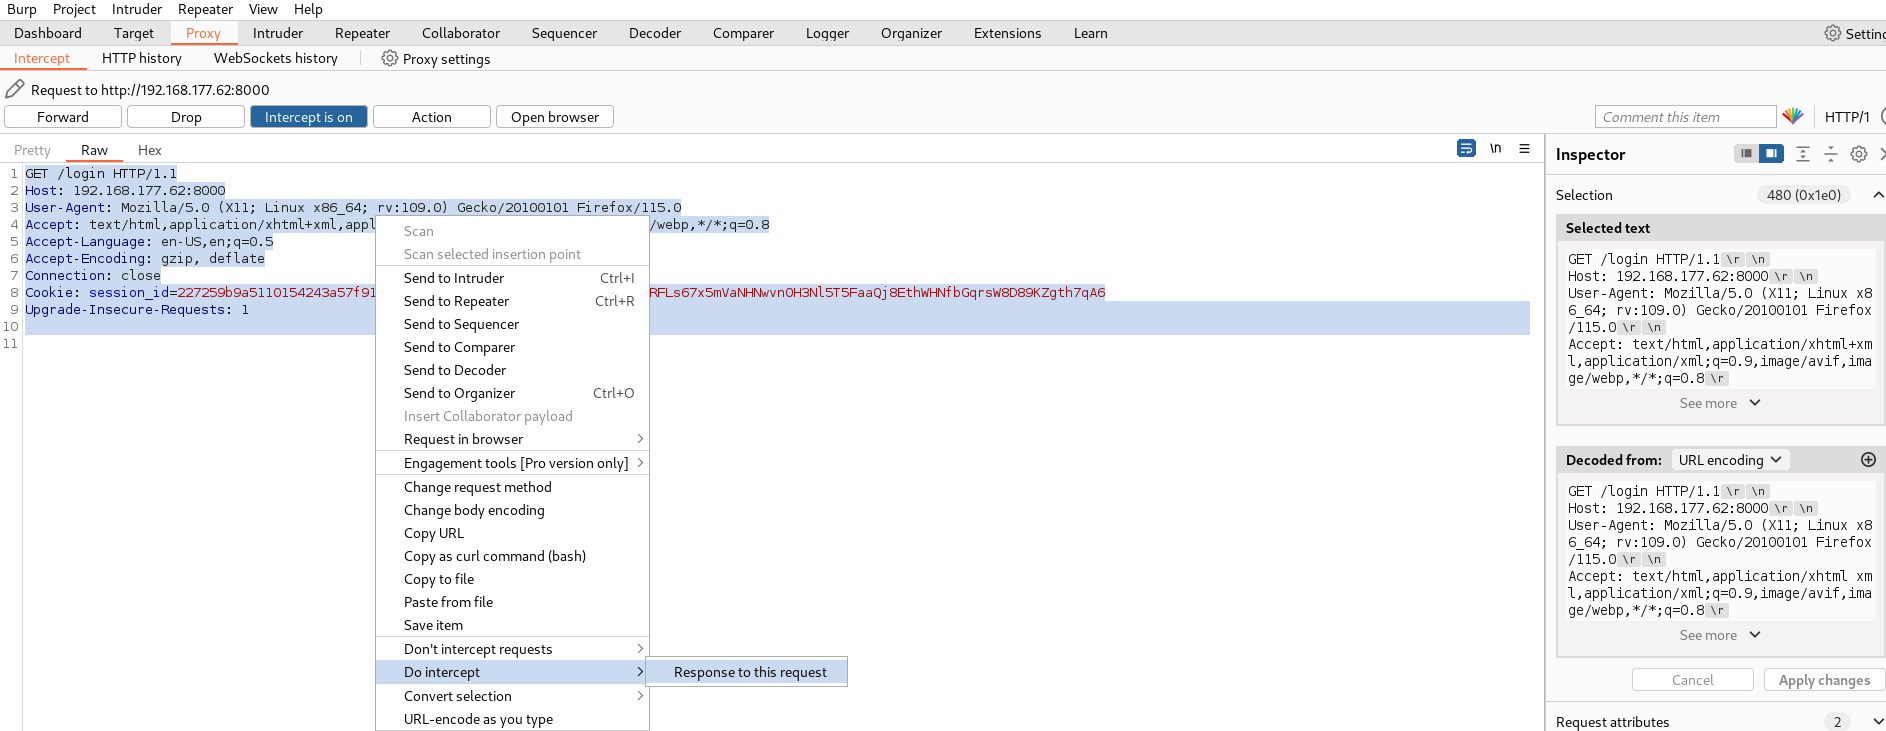 Burp Project Intruder Repeater View Help
Dashboard Target Proxy Intruder Repeater Collaborator Sequencer Decoder Comparer Logger Organizer Extensions Learn Settin
Intercept HTTP history WebSockets history Proxy settings
Request to http://192.168.177.62:8000
Forward Drop Intercept is on Action Open browser Comment this item HTTP/1
Pretty Raw Hex \n
1 GET /login HTTP/1.1
2 Host: 192.168.177.62:8000
3 User-Agent: Mozilla/5.0 (X11; Linux x86_64; rv:109.0) Gecko/20100101 Firefox/115.0
4 Accept: text/html,application/xhtml+xml,appl /webp,*/*;q=0.8
5 Accept-Language: en-US,en;q=0.5
6 Accept-Encoding: gzip, deflate
7 Connection: close
8 Cookie: session_id=227259b9a5110154243a57f91 RFLs67x5mVaNHNwvn0H3Nl5T5FaaQj8EthWHNfbGqrsW8D89KZgth7qA6
9 Upgrade-Insecure-Requests: 1
10
11
Scan
Scan selected insertion point
Send to Intruder Ctrl+I
Send to Repeater Ctrl+R
Send to Sequencer
Send to Comparer
Send to Decoder
Send to Organizer Ctrl+O
Insert Collaborator payload
Request in browser
Engagement tools [Pro version only]
Change request method
Change body encoding
Copy URL
Copy as curl command (bash)
Copy to file
Paste from file
Save item
Don't intercept requests
Do intercept
Response to this request
Convert selection
URL-encode as you type
Inspector
Selection 480 (0x1e0)
Selected text
GET /login HTTP/1.1 \r \n
Host: 192.168.177.62:8000 \r \n
User-Agent: Mozilla/5.0 (X11; Linux x8
6_64; rv:109.0) Gecko/20100101 Firefox
/115.0 \r \n
Accept: text/html,application/xhtml+xm
l,application/xml;q=0.9,image/avif,ima
ge/webp,*/*;q=0.8 \r
See more
Decoded from: URL encoding
GET /login HTTP/1.1 \r \n
Host: 192.168.177.62:8000 \r \n
User-Agent: Mozilla/5.0 (X11; Linux x8
6_64; rv:109.0) Gecko/20100101 Firefox
/115.0 \r \n
Accept: text/html,application/xhtml xm
l,application/xml;q=0.9,image/avif,ima
ge/webp,*/*;q=0.8 \r
See more
Cancel Apply changes
Request attributes 2